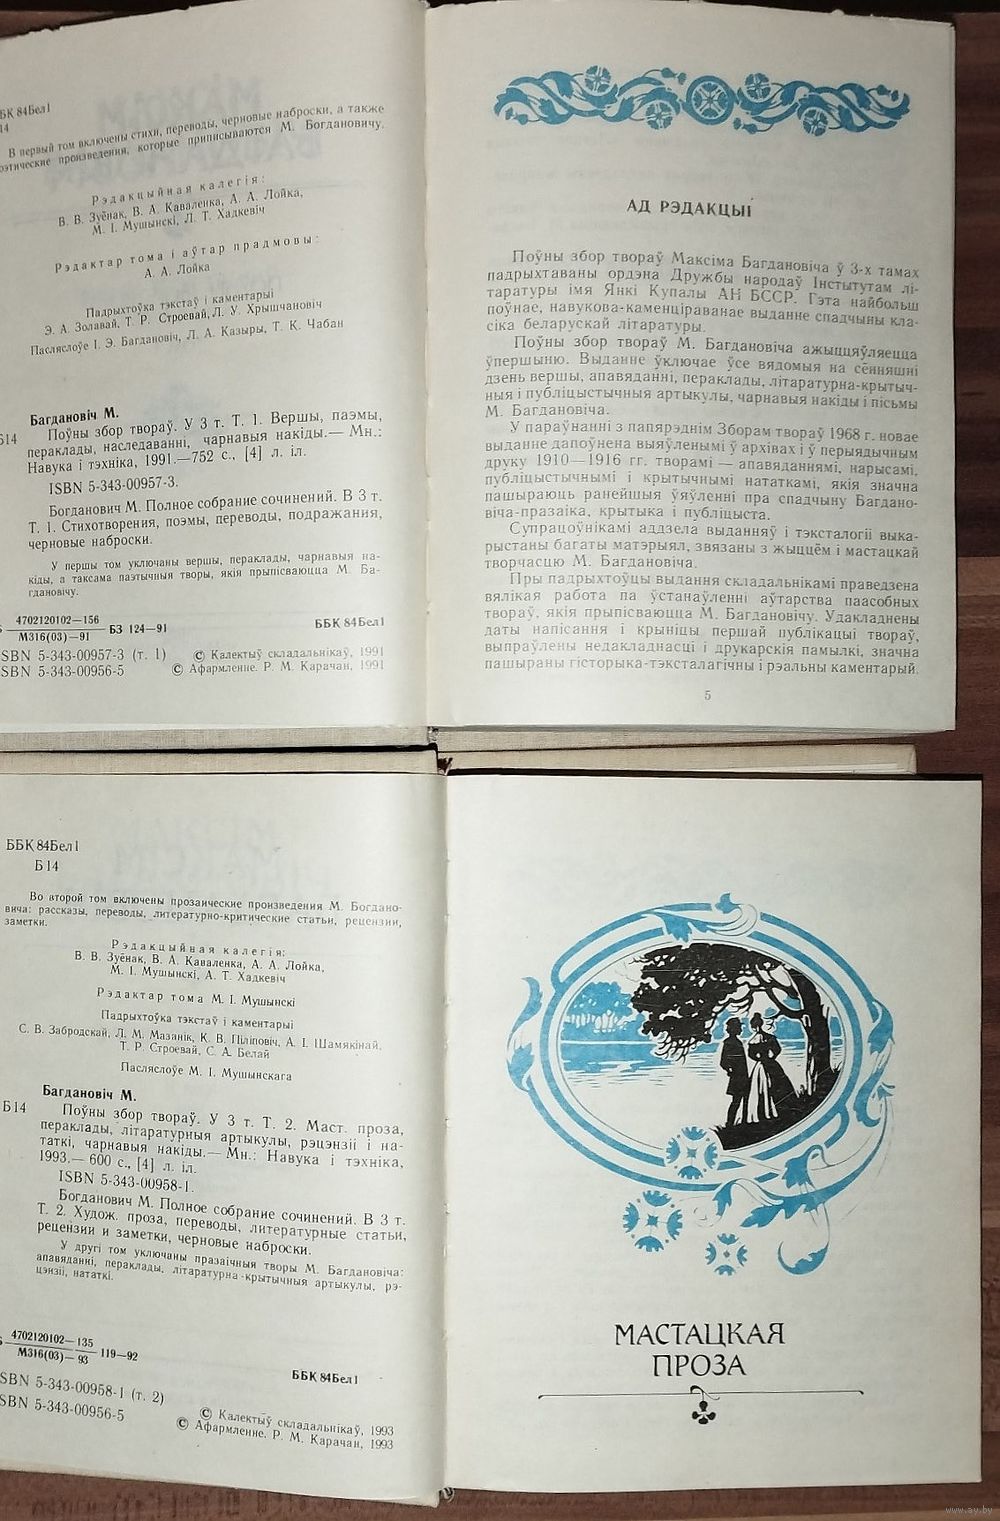 ББК 84Бел1
Б14
В первый том включены стихи, переводы, черновые наброски, а также
поэтические произведения, которые приписываются М. Богдановичу.
Рэдакцыйная калегія:
В. В. Зуёнак, В. А. Каваленка, А. А. Лойка,
М. І. Мушынскі, Л. Т. Хадкевіч
Рэдактар тома і аўтар прадмовы:
А. А. Лойка
Падрыхтоўка тэкстаў і каментарыі
Э. А. Золавай, Т. Р. Строевай, Л. У. Хрышчановіч
Пасляслоўе І. Э. Багдановіч, Л. А. Казыры, Т. К. Чабан
Багдановіч М.
Б14 Поўны збор твораў. У 3 т. Т. 1. Вершы, паэмы,
пераклады, наследаванні, чарнавыя накіды.— Мн.:
Навука і тэхніка, 1991.—752 с., [4] л. іл.
ISBN 5-343-00957-3.
Богданович М. Полное собрание сочинений. В 3 т.
Т. 1. Стихотворения, поэмы, переводы, подражания,
черновые наброски.
У першы том уключаны вершы, пераклады, чарнавыя на-
кіды, а таксама паэтычныя творы, якія прыпісваюцца М. Ба-
гдановічу.
4702120102—156
М316(03)—91
БЗ 124—91
ББК 84Бел1
ISBN 5-343-00957-3 (т. 1)
ISBN 5-343-00956-5
© Калектыў складальнікаў, 1991
© Афармленне. Р. М. Карачан, 1991
АД РЭДАКЦЫІ
Поўны збор твораў Максіма Багдановіча ў 3-х тамах
падрыхтаваны ордэна Дружбы народаў Інстытутам лі-
таратуры імя Янкі Купалы АН БССР. Гэта найбольш
поўнае, навукова-каменціраванае выданне спадчыны кла-
сіка беларускай літаратуры.
Поўны збор твораў М. Багдановіча ажыццяўляецца
ўпершыню. Выданне ўключае ўсе вядомыя на сённяшні
дзень вершы, апавяданні, пераклады, літаратурна-крытыч-
ныя і публіцыстычныя артыкулы, чарнавыя накіды і пісьмы
М. Багдановіча.
У параўнанні з папярэднім Зборам твораў 1968 г. новае
выданне дапоўнена выяўленымі ў архівах і ў перыядычным
друку 1910—1916 гг. творамі — апавяданнямі, нарысамі,
публіцыстычнымі і крытычнымі нататкамі, якія значна
пашыраюць ранейшыя ўяўленні пра спадчыну Багдано-
віча-празаіка, крытыка і публіцыста.
Супрацоўнікамі аддзела выданняў і тэксталогіі выка-
рыстаны багаты матэрыял, звязаны з жыццём і мастацкай
творчасцю М. Багдановіча.
Пры падрыхтоўцы выдання складальнікамі праведзена
вялікая работа па ўстанаўленні аўтарства паасобных
твораў, якія прыпісваюцца М. Багдановічу. Удакладнены
даты напісання і крыніцы першай публікацыі твораў,
выпраўлены недакладнасці і друкарскія памылкі, значна
пашыраны гісторыка-тэксталагічны і рэальны каментарый.
5
ББК 84Бел1
Б14
Во второй том включены прозаические произведения М. Богдано-
вича: рассказы, переводы, литературно-критические статьи, рецензии,
заметки.
Рэдакцыйная калегія:
В. В. Зуёнак, В. А. Каваленка, А. А. Лойка,
М. І. Мушынскі, А. Т. Хадкевіч
Рэдактар тома М. І. Мушынскі
Падрыхтоўка тэкстаў і каментарыі
С. В. Забродскай, Л. М. Мазанік, К. В. Піліповіч, А. І. Шамякінай,
Т. Р. Строевай, С. А. Белай
Пасляслоўе М. І. Мушынскага
Багдановіч М.
Б14 Поўны збор твораў. У 3 т. Т. 2. Маст. проза,
пераклады, літаратурныя артыкулы, рэцэнзіі і на-
таткі, чарнавыя накіды.— Мн.: Навука і тэхніка,
1993.— 600 с., [4] л. іл.
ISBN 5-343-00958-1.
Богданович М. Полное собрание сочинений. В 3 т.
Т. 2. Худож. проза, переводы, литературные статьи,
рецензии и заметки, черновые наброски.
У другі том уключаны празаічныя творы М. Багдановіча:
апавяданні, пераклады, літаратурна-крытычныя артыкулы, рэ-
цэнзіі, нататкі.
4702120102—135
М316(03)—93
119—92
ББК 84Бел1
ISBN 5-343-00958-1 (т. 2)
ISBN 5-343-00956-5
© Калектыў складальнікаў, 1993
© Афармленне. Р. М. Карачан, 1993
МАСТАЦКАЯ
ПРОЗА
www.ay.by